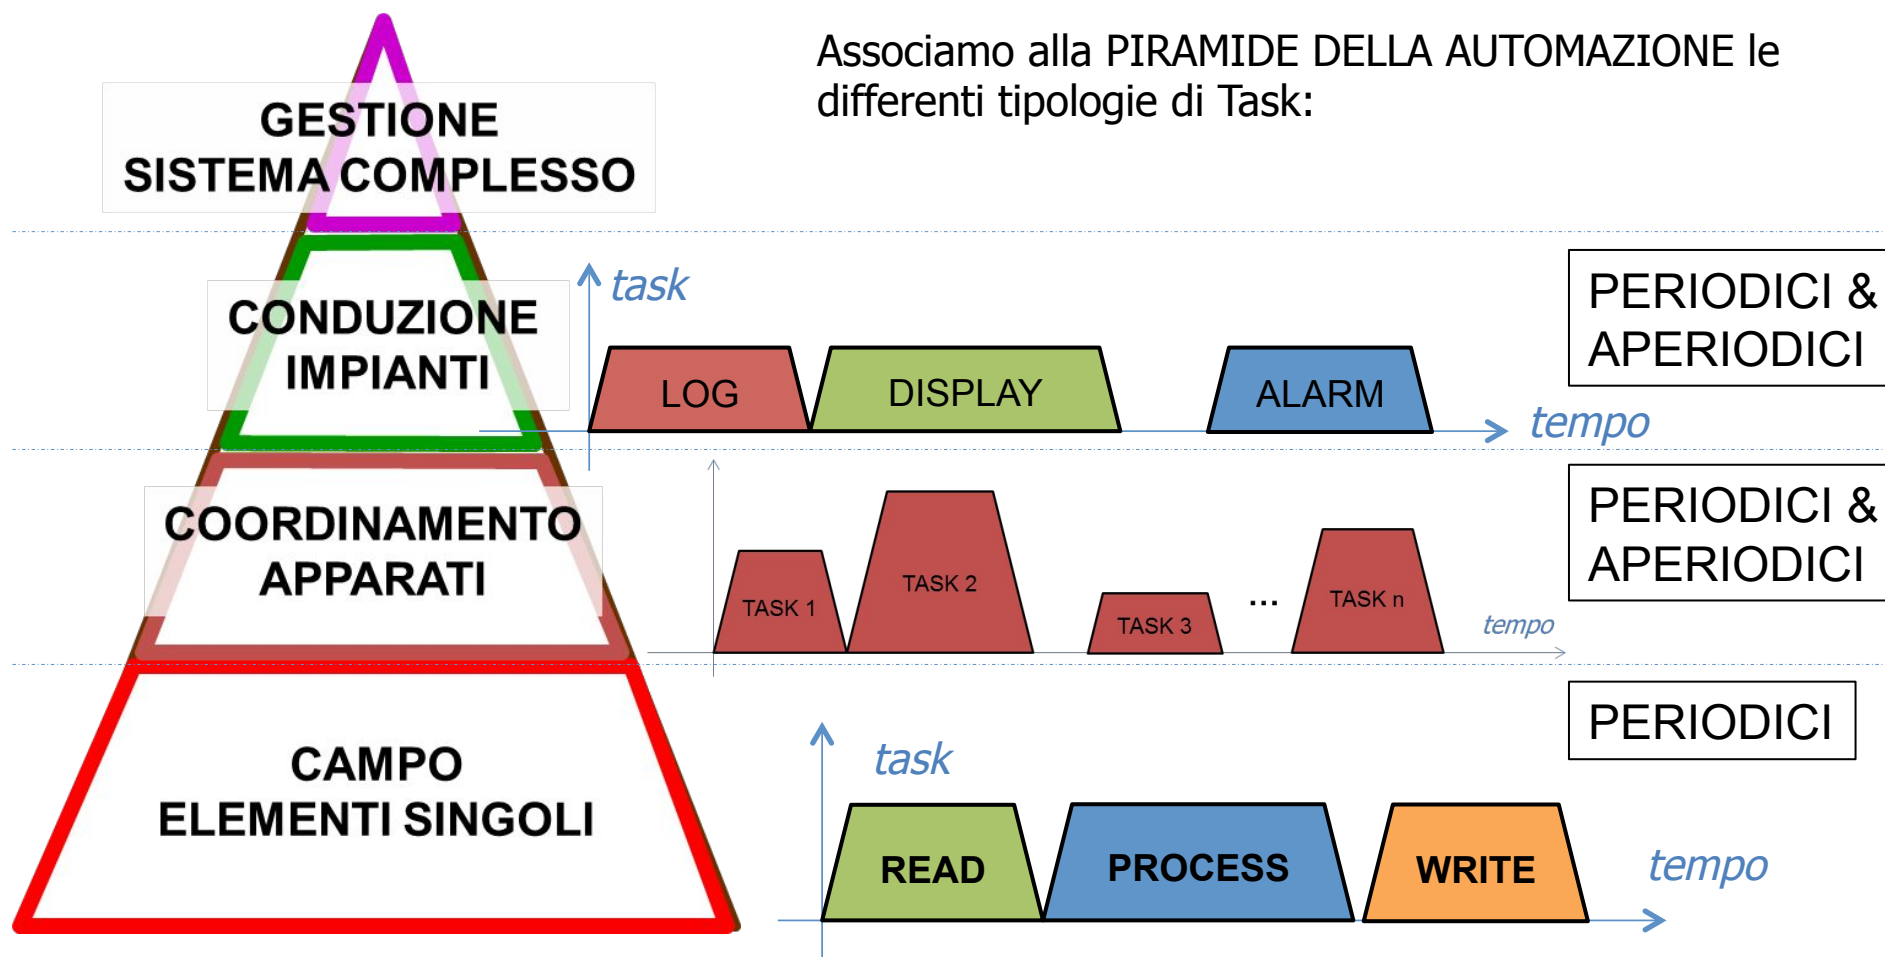 Associamo alla PIRAMIDE DELLA AUTOMAZIONE le
differenti tipologie di Task:
GESTIONE
SISTEMA COMPLESSO
CONDUZIONE
IMPIANTI
task
LOG
DISPLAY
ALARM
tempo
PERIODICI &
APERIODICI
COORDINAMENTO
APPARATI
TASK 1
TASK 2
TASK 3
...
TASK n
tempo
PERIODICI &
APERIODICI
CAMPO
ELEMENTI SINGOLI
task
READ
PROCESS
WRITE
tempo
PERIODICI